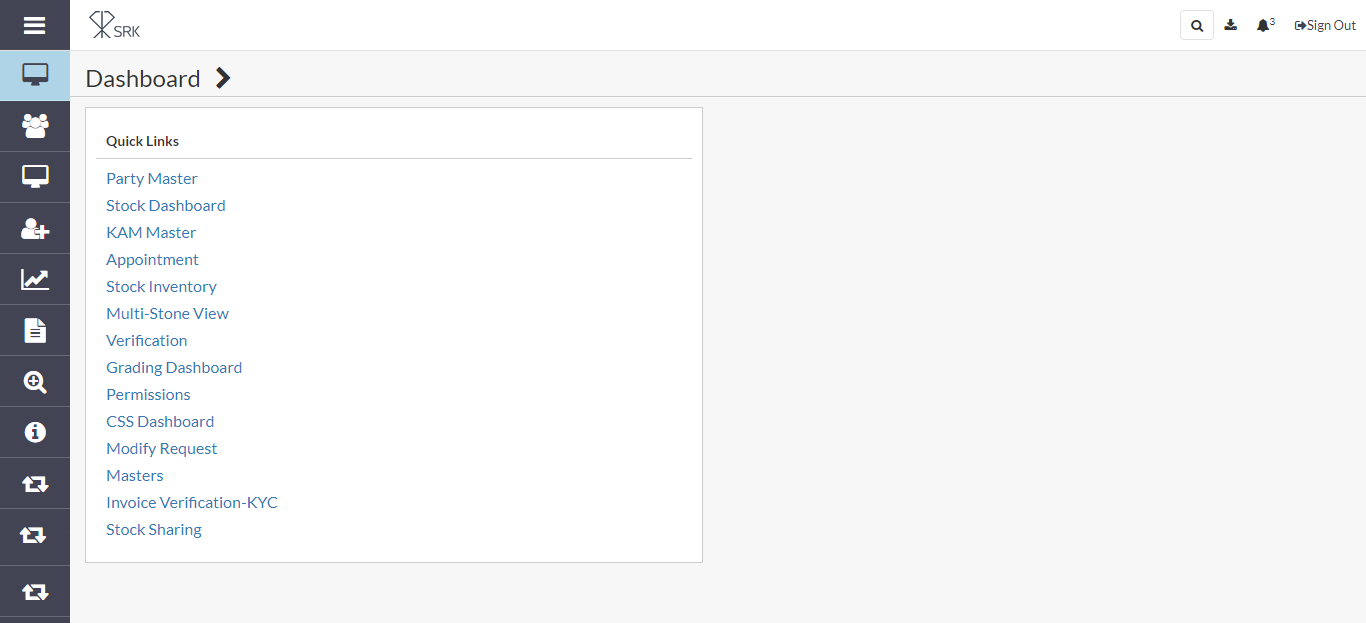 SRK
3
Sign Out
Dashboard
Quick Links
Party Master
Stock Dashboard
KAM Master
Appointment
Stock Inventory
Multi-Stone View
Verification
Grading Dashboard
Permissions
CSS Dashboard
Modify Request
Masters
Invoice Verification-KYC
Stock Sharing